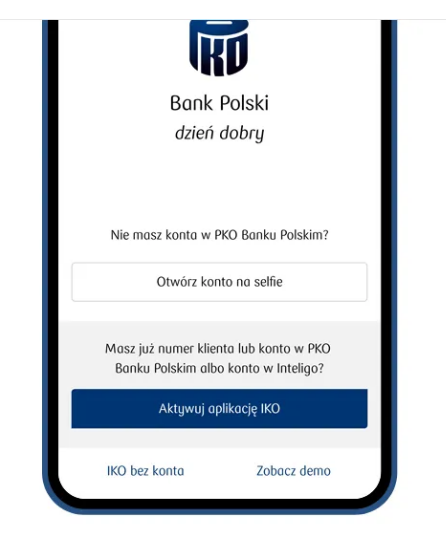 PKO
Bank Polski
dzień dobry
Nie masz konta w PKO Banku Polskim?
Otwórz konto na selfie
Masz już numer klienta lub konto w PKO
Banku Polskim albo konto w Inteligo?
Aktywuj aplikację IKO
IKO bez konta
Zobacz demo